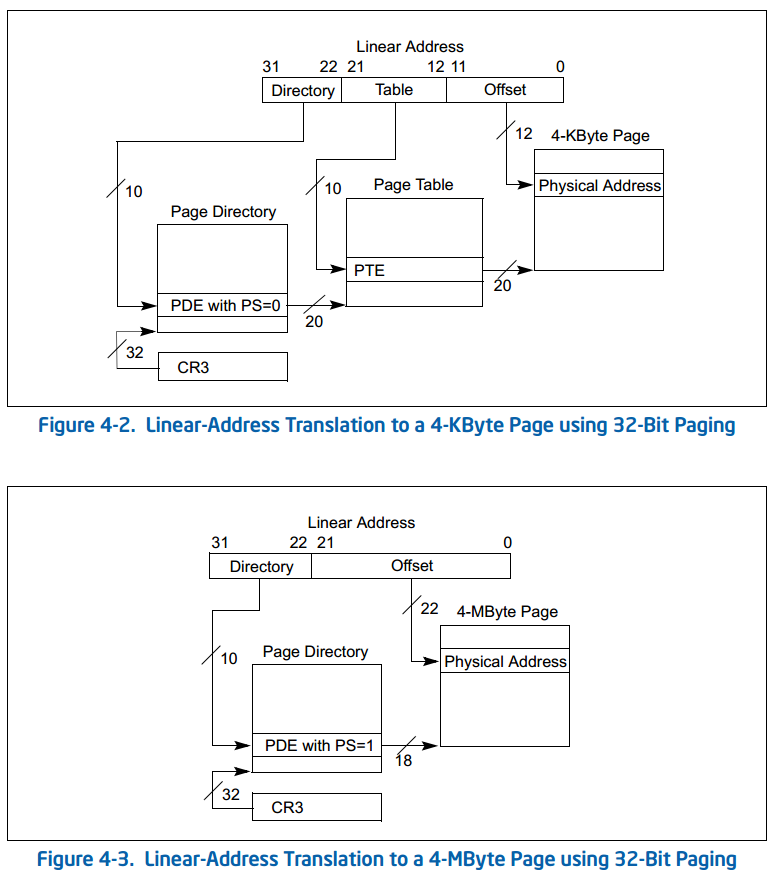 Linear Address
31 22 21 12 11 0
Directory Table Offset
12 4-KByte Page
10 10 Page Table Physical Address
Page Directory
PTE
20
PDE with PS=0
20
32
CR3
Figure 4-2. Linear-Address Translation to a 4-KByte Page using 32-Bit Paging
Linear Address
31 22 21 0
Directory Offset
22 4-MByte Page
10 Page Directory Physical Address
PDE with PS=1
18
32
CR3
Figure 4-3. Linear-Address Translation to a 4-MByte Page using 32-Bit Paging